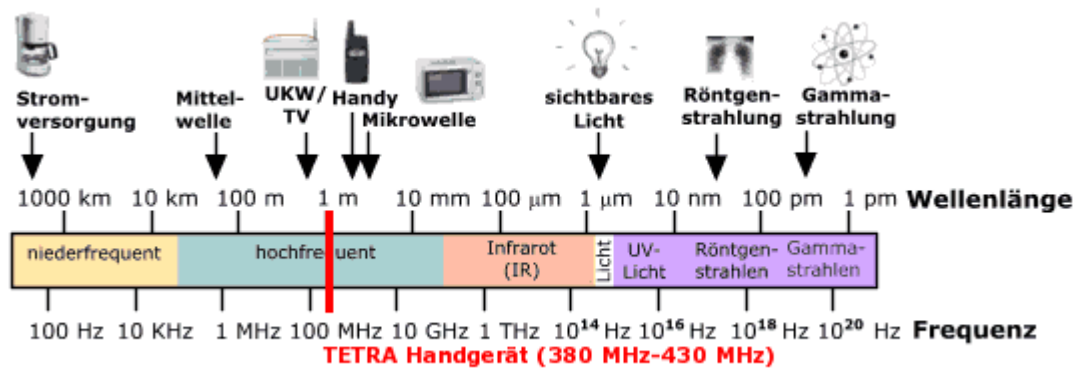 Strom-
versorgung
Mittel-
welle
UKW/
TV
Handy
Mikrowelle
sichtbares
Licht
Röntgen-
strahlung
Gamma-
strahlung
1000 km 10 km 100 m 1 m 10 mm 100 µm 1 µm 10 nm 100 pm 1 pm Wellenlänge
niederfrequent
hochfrequent
Infrarot
(IR)
Licht
UV-
Licht
Röntgen-
strahlen
Gamma-
strahlen
100 Hz 10 KHz 1 MHz 100 MHz 10 GHz 1 THz 10¹⁴ Hz 10¹⁶ Hz 10¹⁸ Hz 10²⁰ Hz Frequenz
TETRA Handgerät (380 MHz-430 MHz)